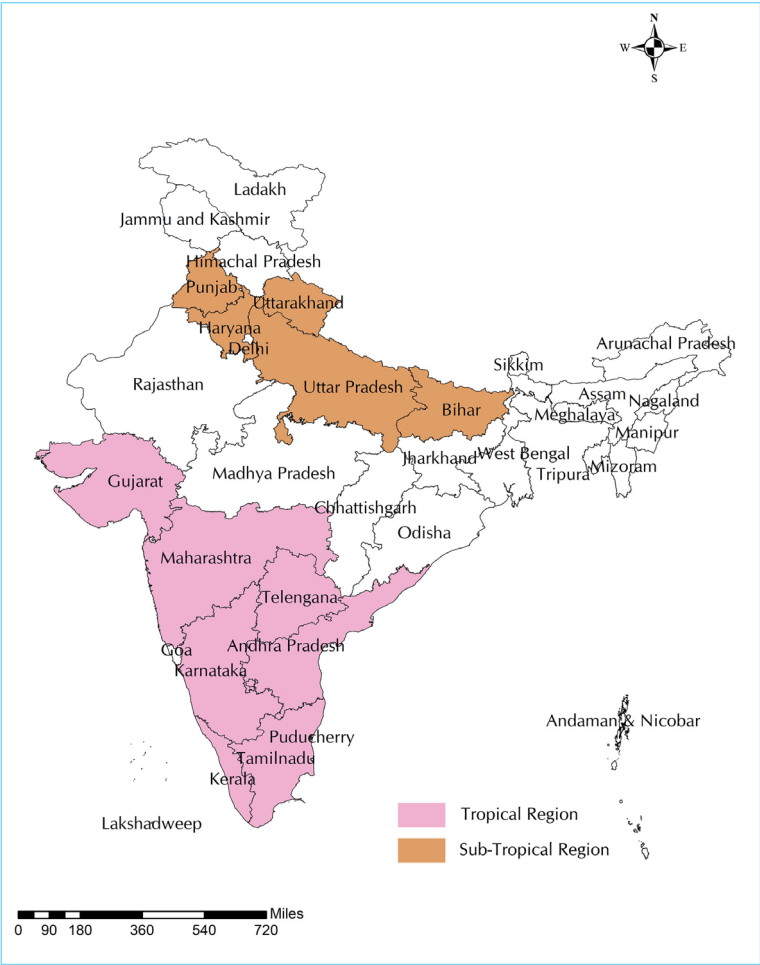 N
W E
S
Ladakh
Jammu and Kashmir
Himachal Pradesh
Punjab
Uttarakhand
Haryana
Delhi
Arunachal Pradesh
Sikkim
Rajasthan
Uttar Pradesh
Assam
Nagaland
Bihar
Meghalaya
Manipur
Jharkhand
West Bengal
Mizoram
Tripura
Gujarat
Madhya Pradesh
Chhattishgarh
Odisha
Maharashtra
Telengana
Goa
Andhra Pradesh
Karnataka
Andaman & Nicobar
Puducherry
Tamilnadu
Kerala
Lakshadweep
Tropical Region
Sub-Tropical Region
Miles
0 90 180 360 540 720